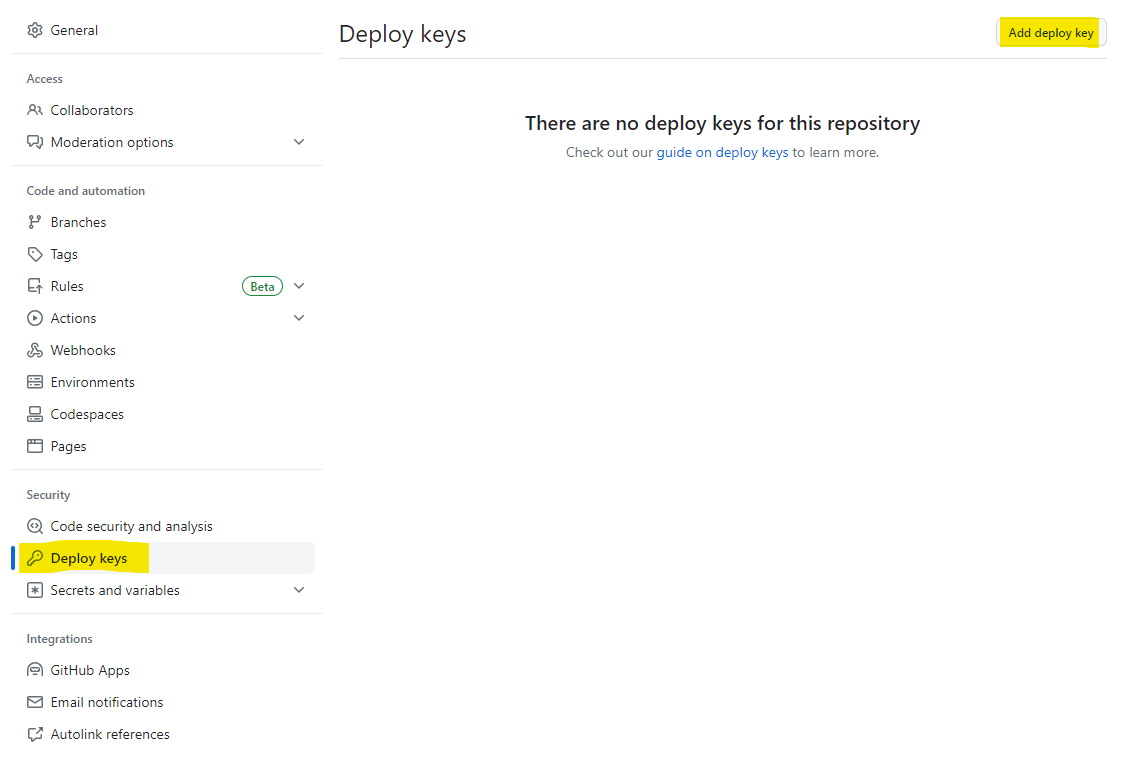 General
Access
Collaborators
Moderation options
Code and automation
Branches
Tags
Rules Beta
Actions
Webhooks
Environments
Codespaces
Pages
Security
Code security and analysis
Deploy keys
Secrets and variables
Integrations
GitHub Apps
Email notifications
Autolink references
Deploy keys
Add deploy key
There are no deploy keys for this repository
Check out our guide on deploy keys to learn more.